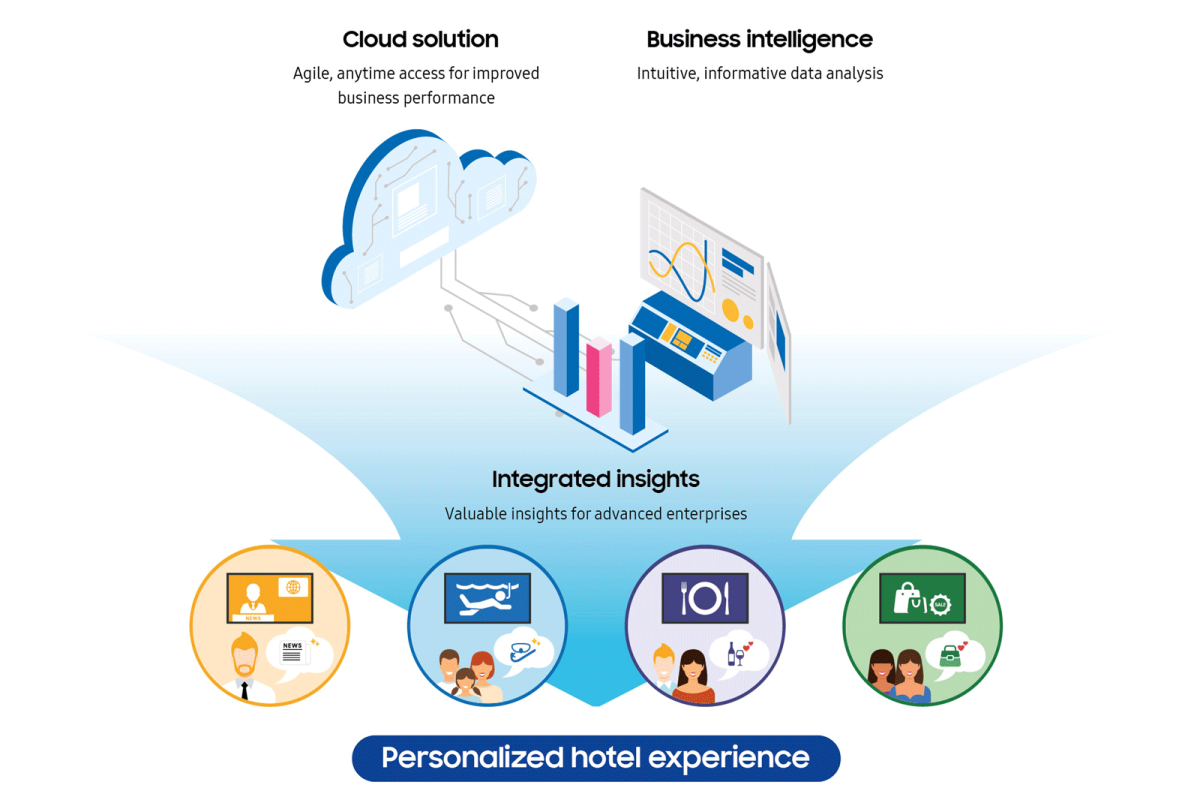 Cloud solution
Agile, anytime access for improved
business performance
Business intelligence
Intuitive, informative data analysis
Integrated insights
Valuable insights for advanced enterprises
NEWS
NEWS
SALE
Personalized hotel experience